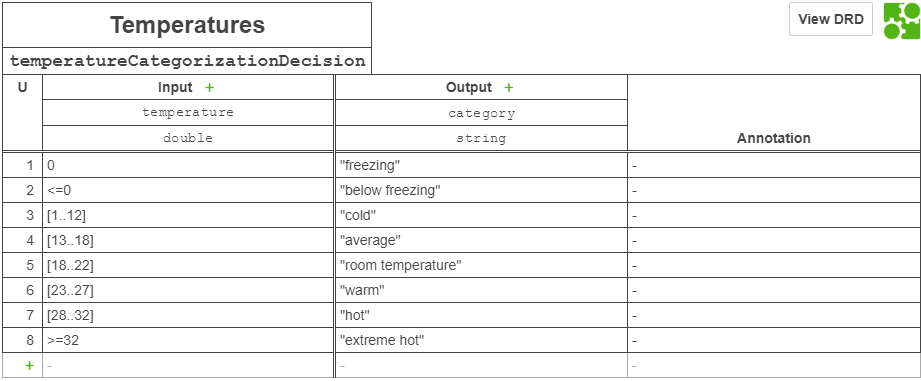 Temperatures
View DRD
temperatureCategorizationDecision
U Input + Output + Annotation
temperature category
double string
1 0 "freezing" -
2 <=0 "below freezing" -
3 [1..12] "cold" -
4 [13..18] "average" -
5 [18..22] "room temperature" -
6 [23..27] "warm" -
7 [28..32] "hot" -
8 >=32 "extreme hot" -
+ - - -